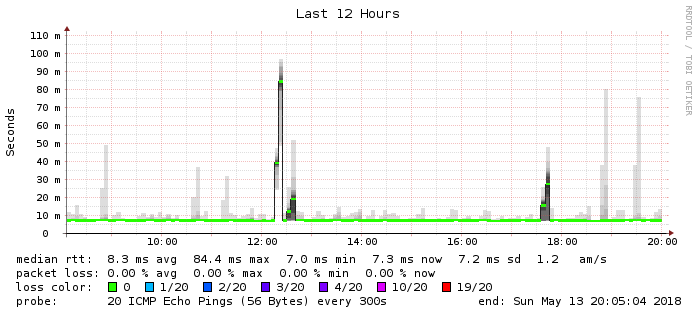 Last 12 Hours
RRDTOOL / TOBI OETIKER
Seconds
110 m
100 m
90 m
80 m
70 m
60 m
50 m
40 m
30 m
20 m
10 m
0
10:00 12:00 14:00 16:00 18:00 20:00
median rtt: 8.3 ms avg 84.4 ms max 7.0 ms min 7.3 ms now 7.2 ms sd 1.2 am/s
packet loss: 0.00 % avg 0.00 % max 0.00 % min 0.00 % now
loss color: 0 1/20 2/20 3/20 4/20 10/20 19/20
probe: 20 ICMP Echo Pings (56 Bytes) every 300s end: Sun May 13 20:05:04 2018